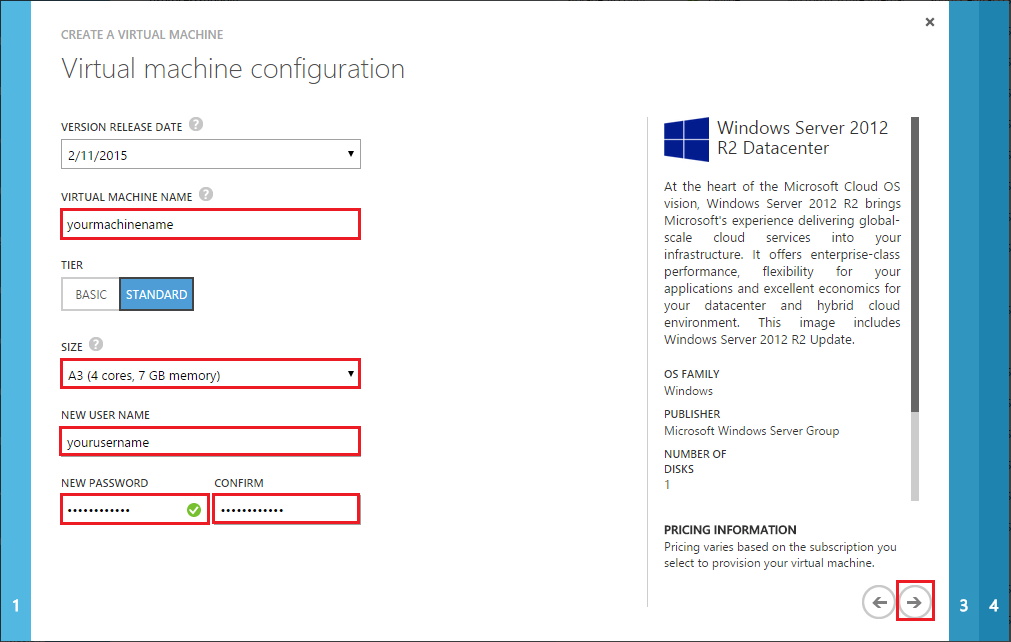 CREATE A VIRTUAL MACHINE
Virtual machine configuration
VERSION RELEASE DATE ?
2/11/2015
VIRTUAL MACHINE NAME ?
yourmachinename
TIER
BASIC STANDARD
SIZE ?
A3 (4 cores, 7 GB memory)
NEW USER NAME
yourusername
NEW PASSWORD CONFIRM
•••••••••••• ••••••••••••
Windows Server 2012
R2 Datacenter
At the heart of the Microsoft Cloud OS
vision, Windows Server 2012 R2 brings
Microsoft's experience delivering global-
scale cloud services into your
infrastructure. It offers enterprise-class
performance, flexibility for your
applications and excellent economics for
your datacenter and hybrid cloud
environment. This image includes
Windows Server 2012 R2 Update.
OS FAMILY
Windows
PUBLISHER
Microsoft Windows Server Group
NUMBER OF
DISKS
1
PRICING INFORMATION
Pricing varies based on the subscription you
select to provision your virtual machine.
1 3 4